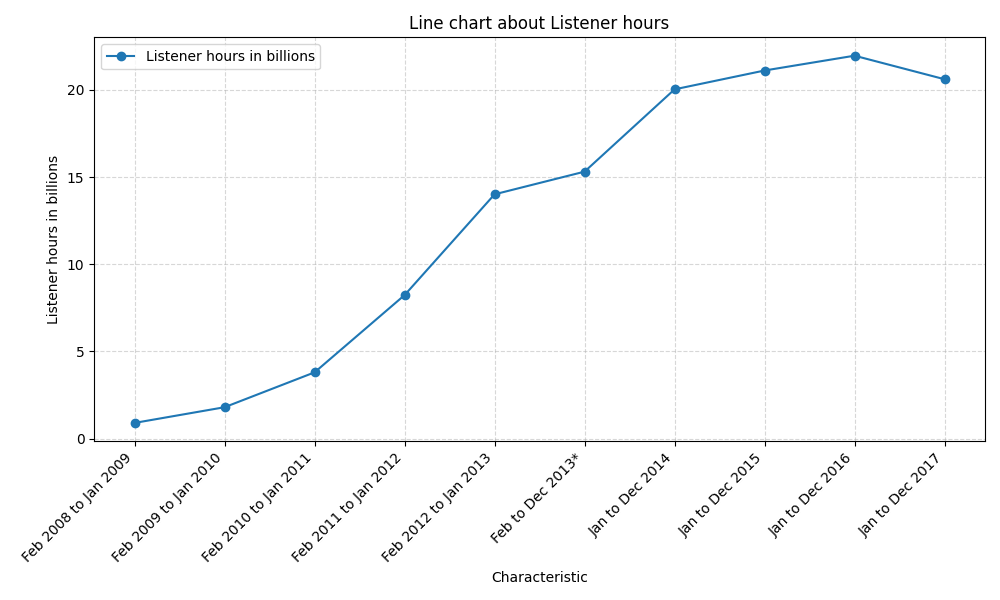 Line chart about Listener hours
Listener hours in billions
Listener hours in billions
20
15
10
5
0
Feb 2008 to Jan 2009
Feb 2009 to Jan 2010
Feb 2010 to Jan 2011
Feb 2011 to Jan 2012
Feb 2012 to Jan 2013
Feb to Dec 2013*
Jan to Dec 2014
Jan to Dec 2015
Jan to Dec 2016
Jan to Dec 2017
Characteristic